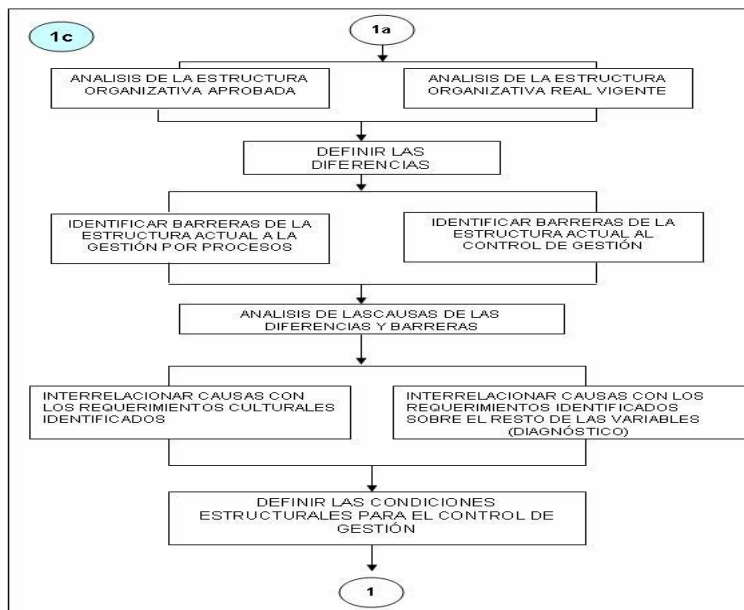 1c
1a
ANALISIS DE LA ESTRUCTURA
ORGANIZATIVA APROBADA
ANALISIS DE LA ESTRUCTURA
ORGANIZATIVA REAL VIGENTE
DEFINIR LAS
DIFERENCIAS
IDENTIFICAR BARRERAS DE LA
ESTRUCTURA ACTUAL A LA
GESTIÓN POR PROCESOS
IDENTIFICAR BARRERAS DE LA
ESTRUCTURA ACTUAL AL
CONTROL DE GESTIÓN
ANALISIS DE LASCAUSAS DE LAS
DIFERENCIAS Y BARRERAS
INTERRELACIONAR CAUSAS CON
LOS REQUERIMIENTOS CULTURALES
IDENTIFICADOS
INTERRELACIONAR CAUSAS CON LOS
REQUERIMIENTOS IDENTIFICADOS
SOBRE EL RESTO DE LAS VARIABLES
(DIAGNÓSTICO)
DEFINIR LAS CONDICIONES
ESTRUCTURALES PARA EL CONTROL DE
GESTIÓN
1